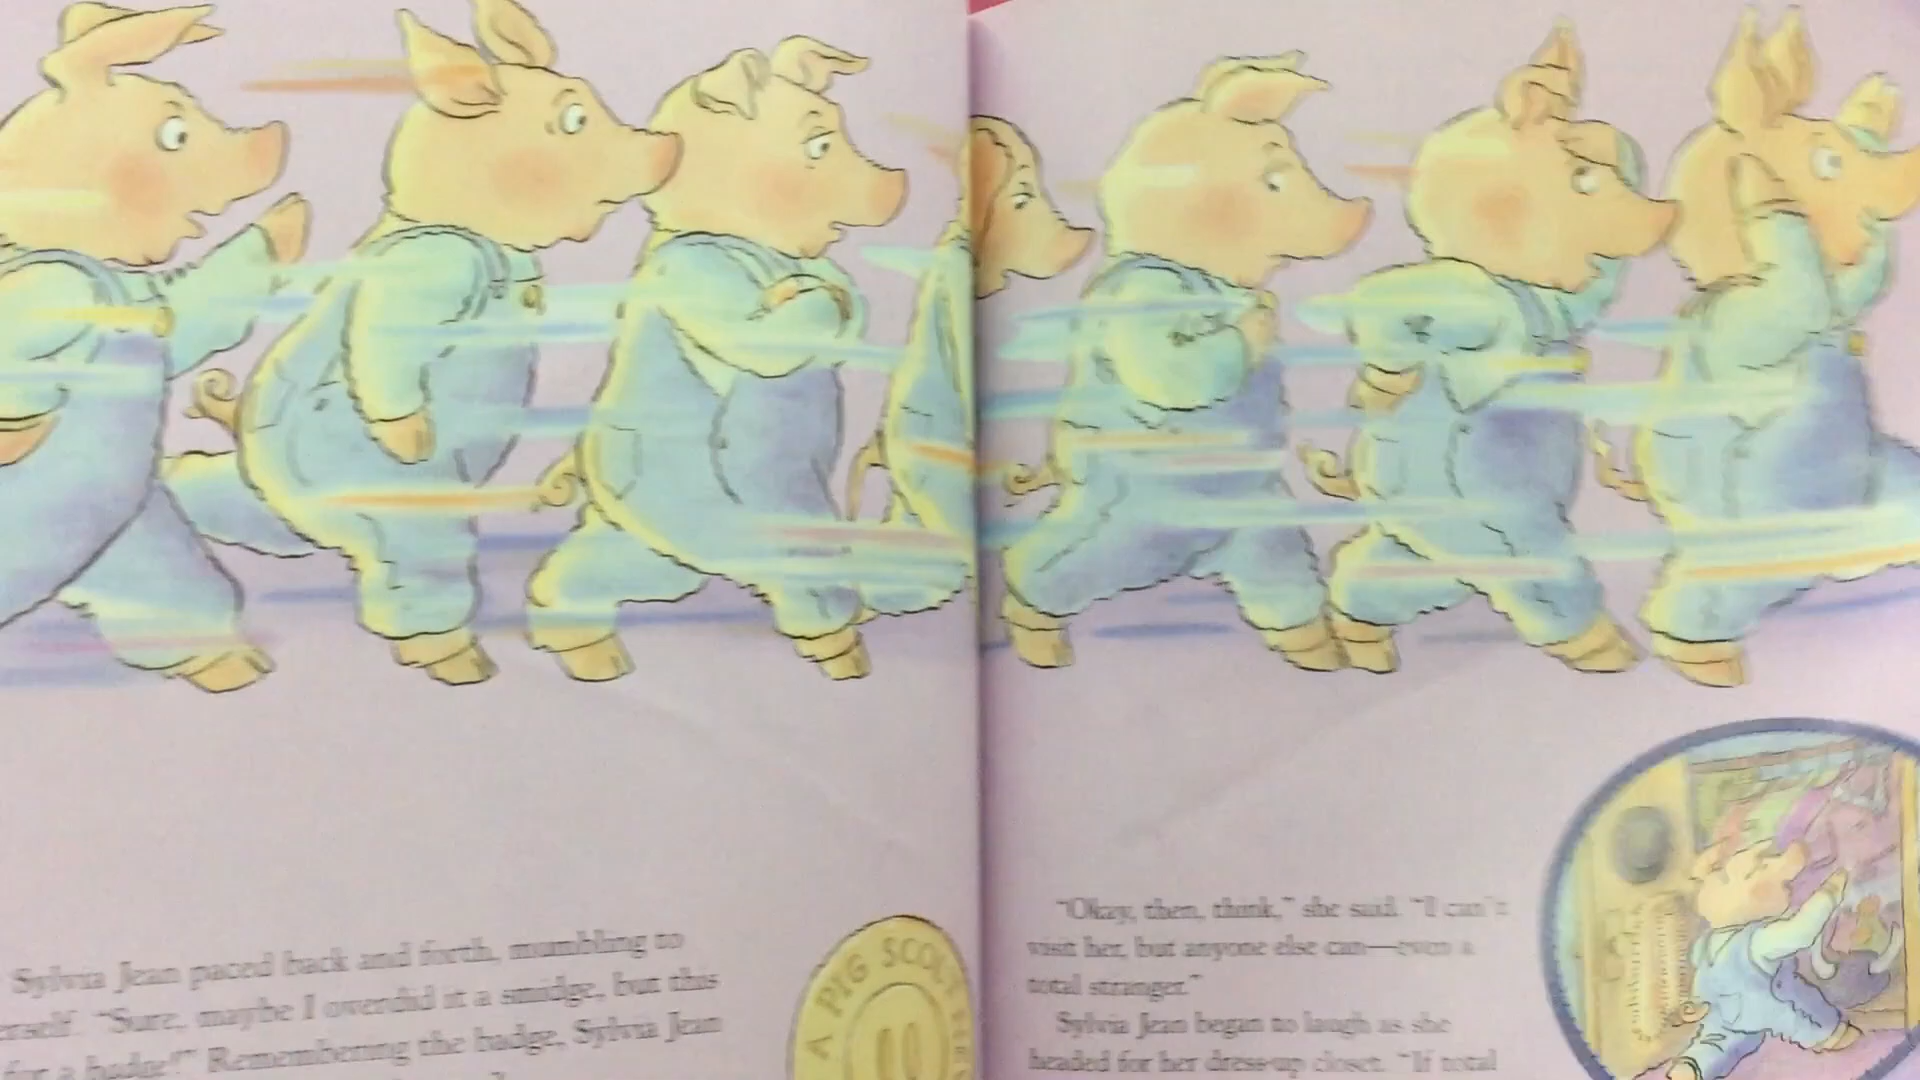 Sylvia Jean paced back and forth, mumbling to
erself. "Sure, maybe I overdid it a smidge, but this
for a badge!" Remembering the badge, Sylvia Jean
A PIG SCOUT
"Okay, then, think," she said. "I can't
visit her, but anyone else can—even a
total stranger."
Sylvia Jean began to laugh as she
headed for her dress-up closet. "If total